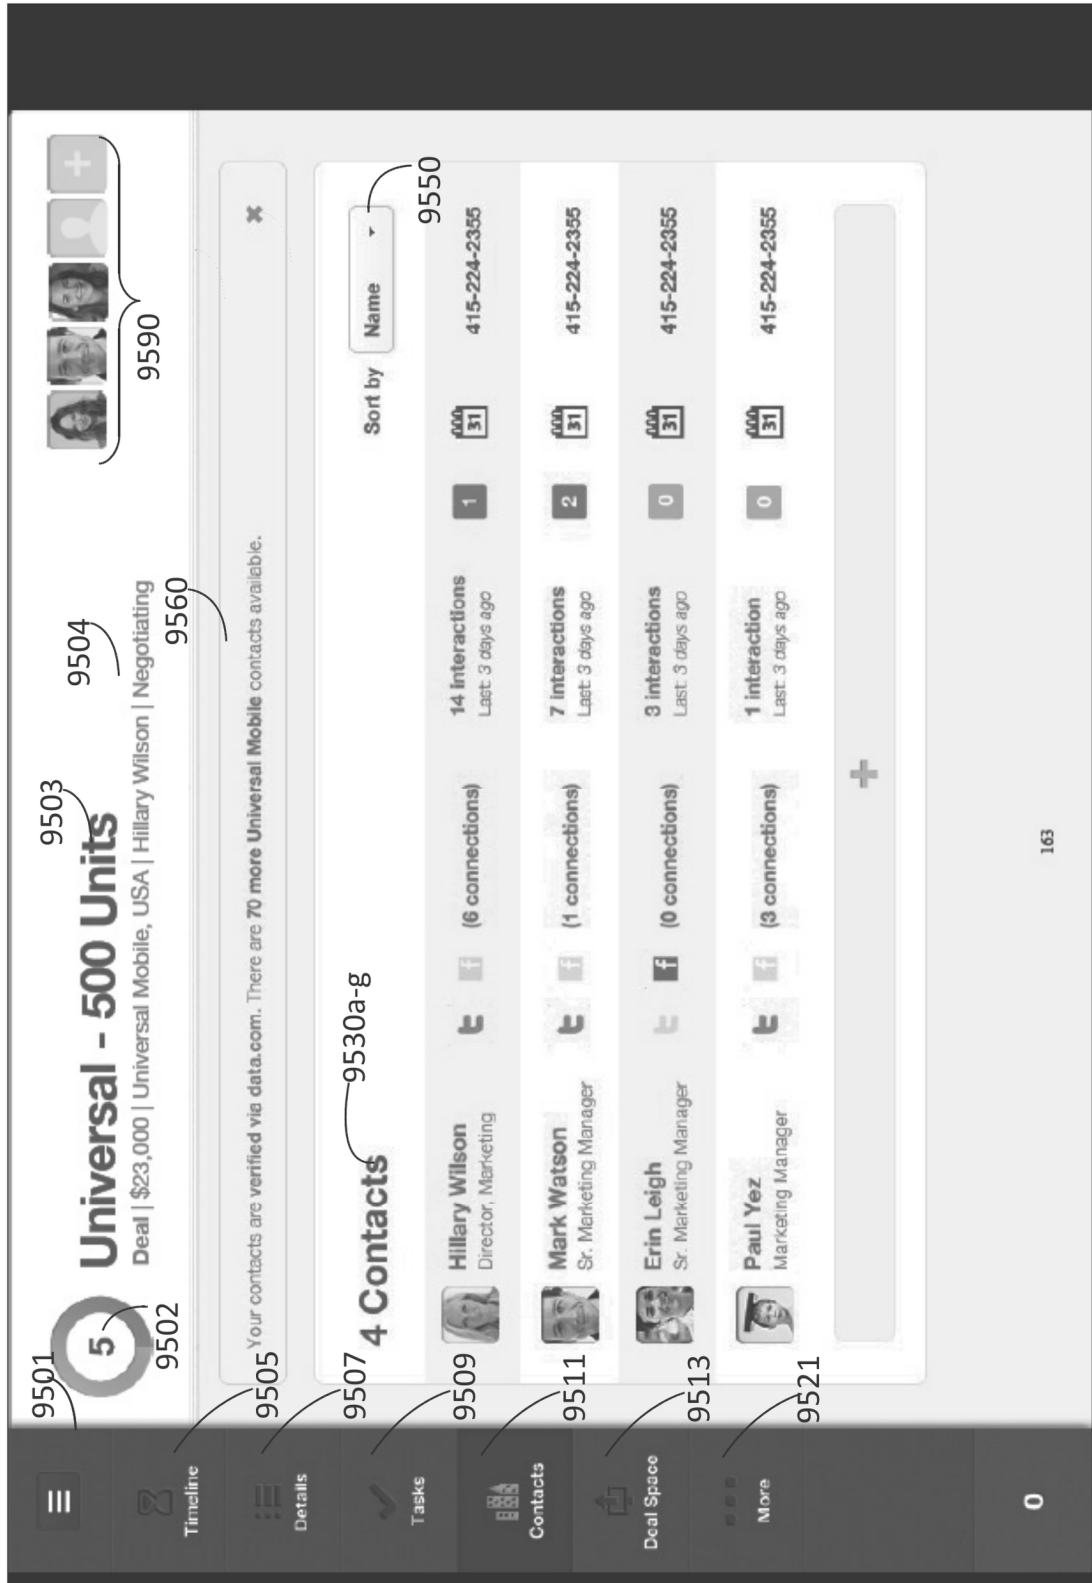 9501
9502
5
Universal - 500 Units
9503
9504
Deal | $23,000 | Universal Mobile, USA | Hillary Wilson | Negotiating
9590
9560
Your contacts are verified via data.com. There are 70 more Universal Mobile contacts available.
4 Contacts
9530a-g
Sort by
Name
9550
Hillary Wilson
Director, Marketing
t
f
(6 connections)
14 interactions
Last: 3 days ago
1
31
415-224-2355
Mark Watson
Sr. Marketing Manager
t
f
(1 connections)
7 interactions
Last: 3 days ago
2
31
415-224-2355
Erin Leigh
Sr. Marketing Manager
t
f
(0 connections)
3 interactions
Last: 3 days ago
0
31
415-224-2355
Paul Yez
Marketing Manager
t
f
(3 connections)
1 interaction
Last: 3 days ago
0
31
415-224-2355
Timeline
9505
Details
9507
Tasks
9509
Contacts
9511
Deal Space
9513
More
9521
0
163